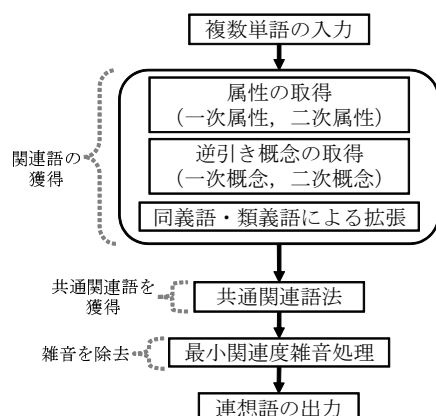 複数単語の入力
属性の取得
（一次属性，二次属性）
関連語の
獲得
逆引き概念の取得
（一次概念，二次概念）
同義語・類義語による拡張
共通関連語を
獲得
共通関連語法
雑音を除去
最小関連度雑音処理
連想語の出力